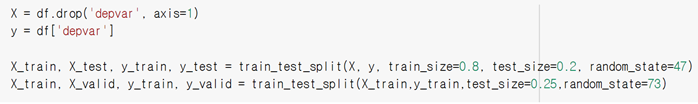 X = df.drop('depvar', axis=1)
y = df['depvar']
X_train, X_test, y_train, y_test = train_test_split(X, y, train_size=0.8, test_size=0.2, random_state=47)
X_train, X_valid, y_train, y_valid = train_test_split(X_train,y_train,test_size=0.25,random_state=73)